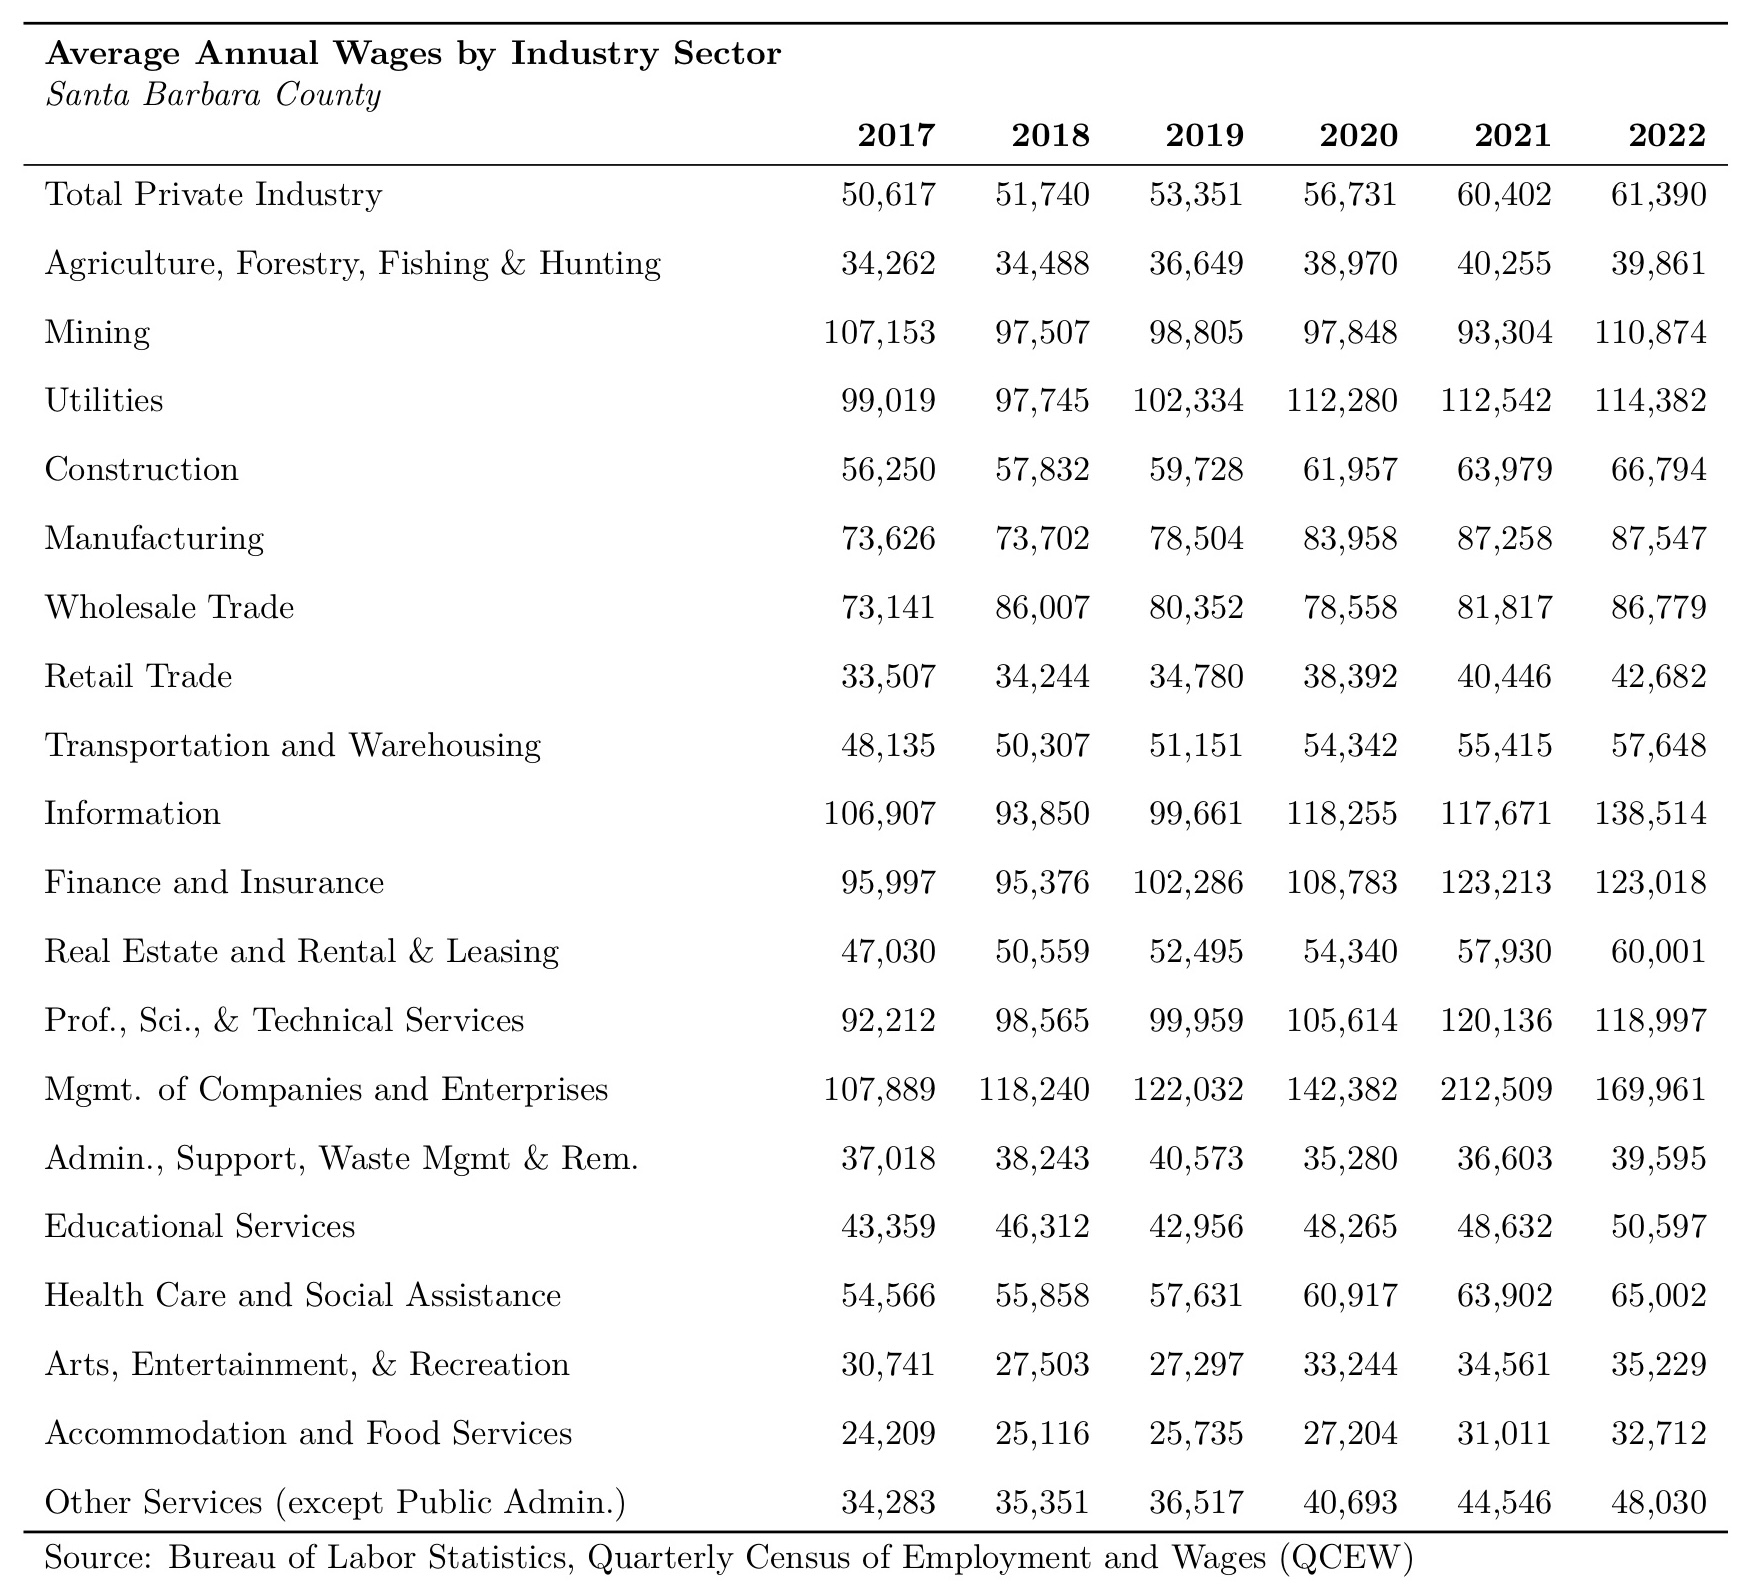 Average Annual Wages by Industry Sector
Santa Barbara County
2017 2018 2019 2020 2021 2022
Total Private Industry 50,617 51,740 53,351 56,731 60,402 61,390
Agriculture, Forestry, Fishing & Hunting 34,262 34,488 36,649 38,970 40,255 39,861
Mining 107,153 97,507 98,805 97,848 93,304 110,874
Utilities 99,019 97,745 102,334 112,280 112,542 114,382
Construction 56,250 57,832 59,728 61,957 63,979 66,794
Manufacturing 73,626 73,702 78,504 83,958 87,258 87,547
Wholesale Trade 73,141 86,007 80,352 78,558 81,817 86,779
Retail Trade 33,507 34,244 34,780 38,392 40,446 42,682
Transportation and Warehousing 48,135 50,307 51,151 54,342 55,415 57,648
Information 106,907 93,850 99,661 118,255 117,671 138,514
Finance and Insurance 95,997 95,376 102,286 108,783 123,213 123,018
Real Estate and Rental & Leasing 47,030 50,559 52,495 54,340 57,930 60,001
Prof., Sci., & Technical Services 92,212 98,565 99,959 105,614 120,136 118,997
Mgmt. of Companies and Enterprises 107,889 118,240 122,032 142,382 212,509 169,961
Admin., Support, Waste Mgmt & Rem. 37,018 38,243 40,573 35,280 36,603 39,595
Educational Services 43,359 46,312 42,956 48,265 48,632 50,597
Health Care and Social Assistance 54,566 55,858 57,631 60,917 63,902 65,002
Arts, Entertainment, & Recreation 30,741 27,503 27,297 33,244 34,561 35,229
Accommodation and Food Services 24,209 25,116 25,735 27,204 31,011 32,712
Other Services (except Public Admin.) 34,283 35,351 36,517 40,693 44,546 48,030
Source: Bureau of Labor Statistics, Quarterly Census of Employment and Wages (QCEW)